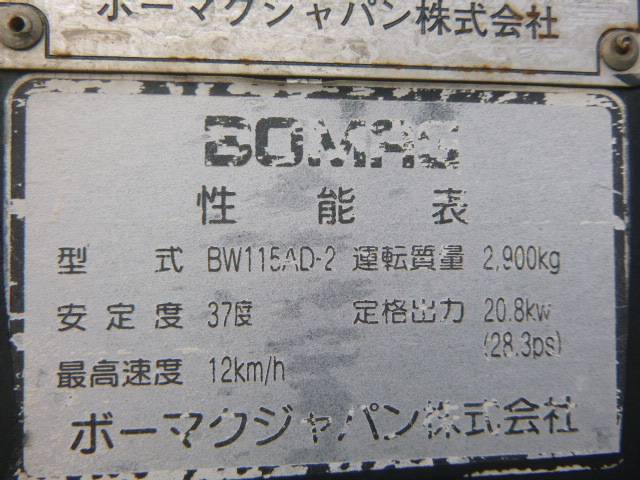 ボーマクジャパン株式会社
BOMAG
性能表
型式 BW115AD-2 運転質量 2,900kg
安定度 37度 定格出力 20.8kw
(28.3ps)
最高速度 12km/h
ボーマクジャパン株式会社